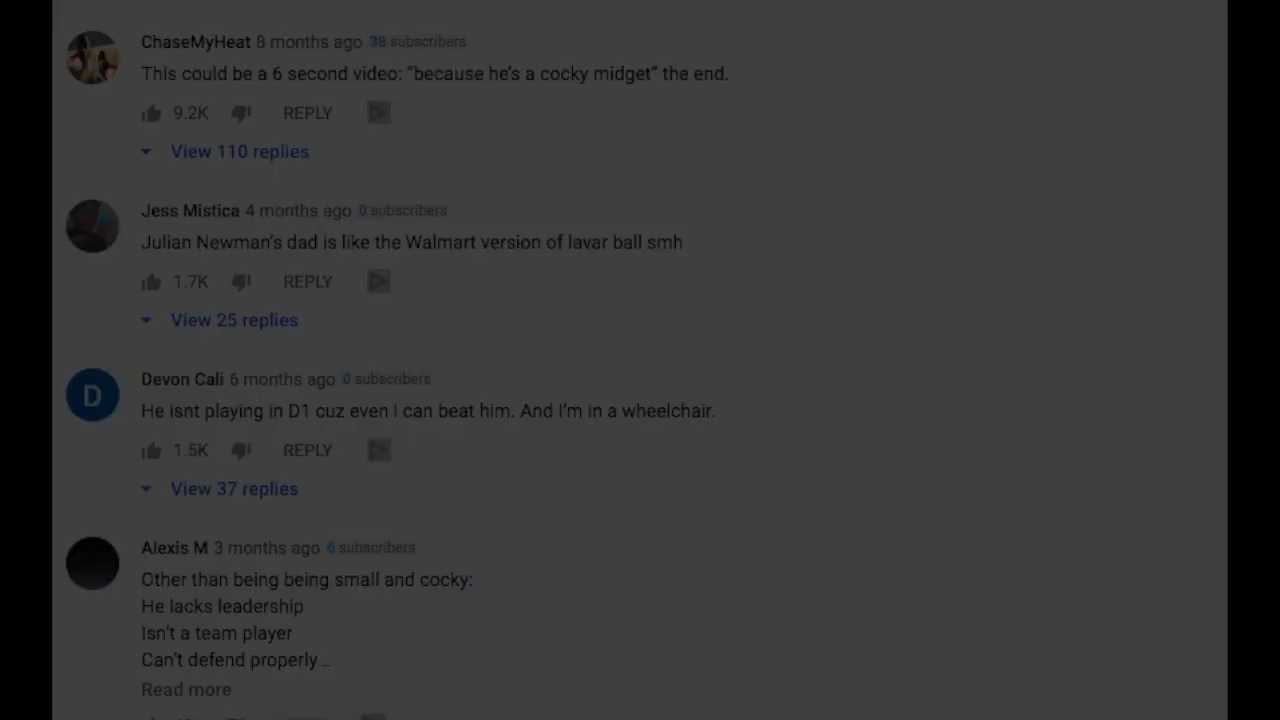 ChaseMyHeat 8 months ago 38 subscribers
This could be a 6 second video: “because he's a cocky midget” the end.
9.2K REPLY
View 110 replies
Jess Mistica 4 months ago 0 subscribers
Julian Newman's dad is like the Walmart version of lavar ball smh
1.7K REPLY
View 25 replies
Devon Cali 6 months ago 0 subscribers
He isnt playing in D1 cuz even I can beat him. And I'm in a wheelchair.
1.5K REPLY
View 37 replies
D
Alexis M 3 months ago 6 subscribers
Other than being being small and cocky:
He lacks leadership
Isn't a team player
Can't defend properly ..
Read more